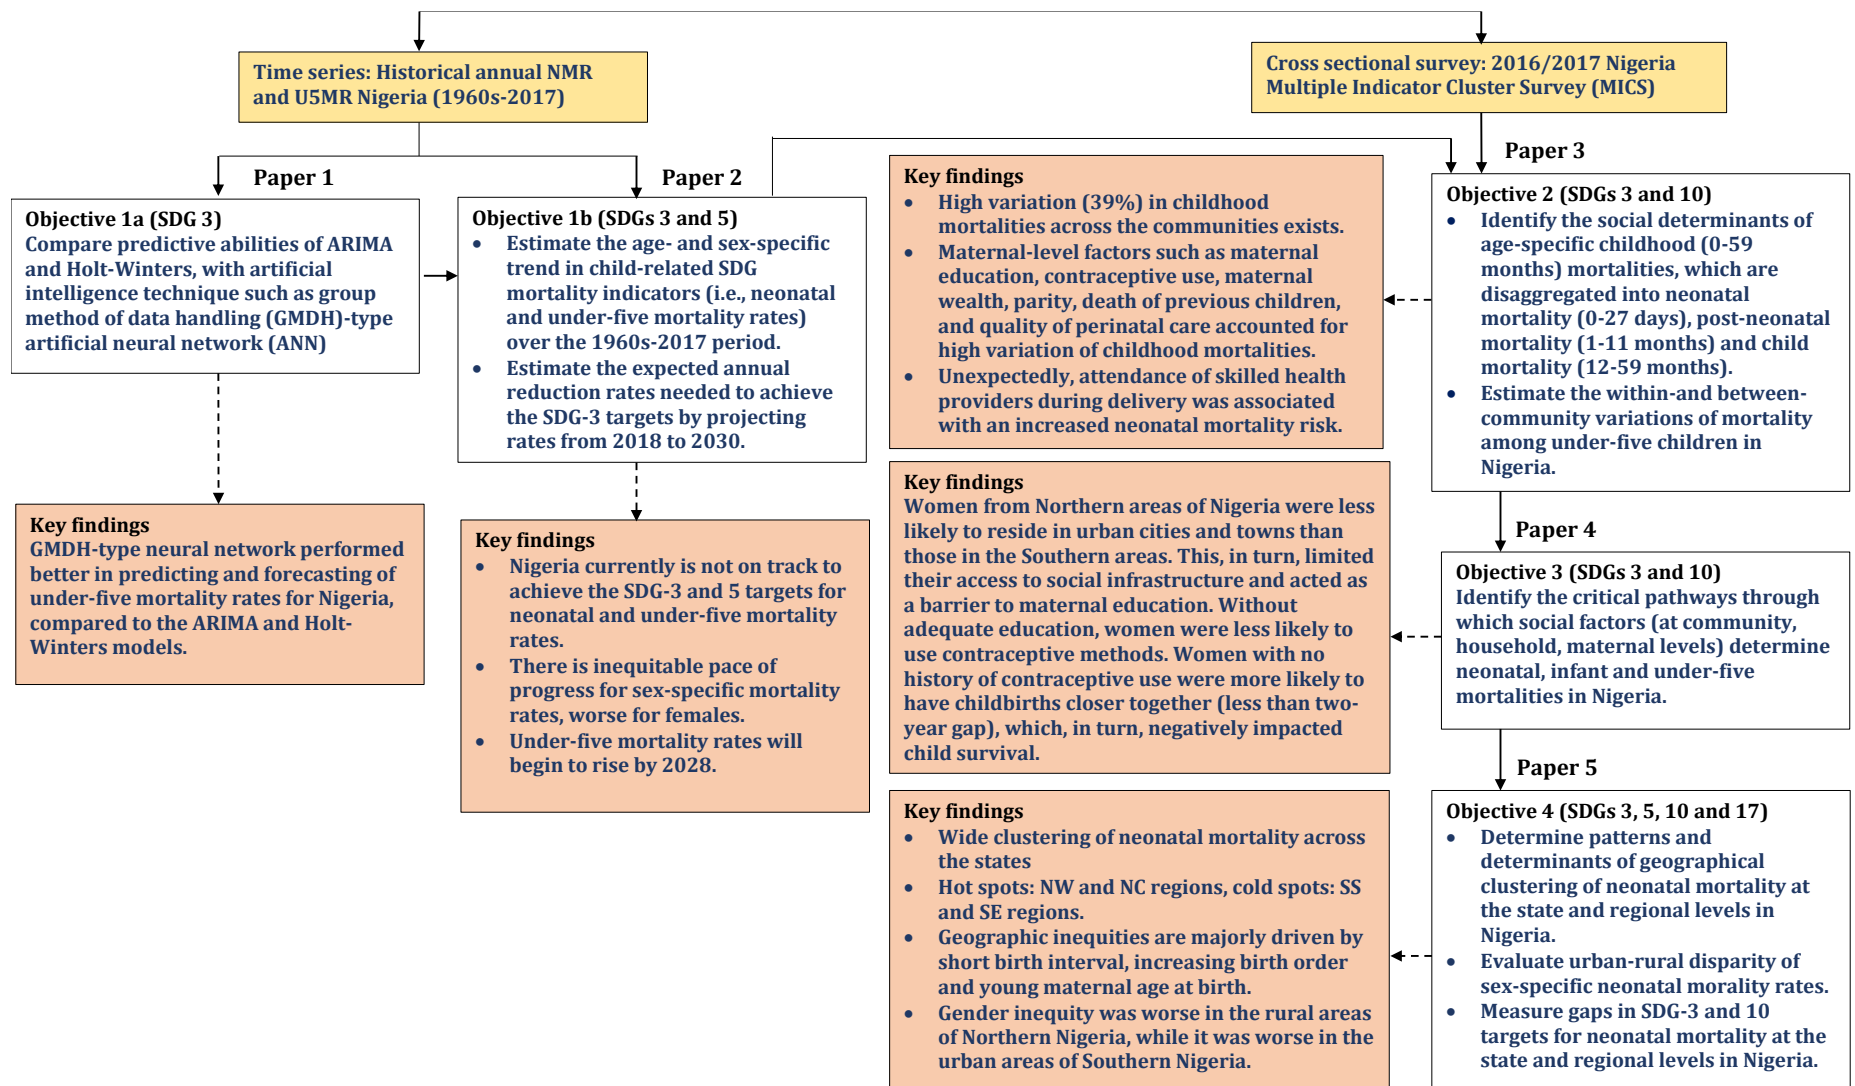 Time series: Historical annual NMR
and U5MR Nigeria (1960s-2017)
Cross sectional survey: 2016/2017 Nigeria
Multiple Indicator Cluster Survey (MICS)
Paper 1
Objective 1a (SDG 3)
Compare predictive abilities of ARIMA
and Holt-Winters, with artificial
intelligence technique such as group
method of data handling (GMDH)-type
artificial neural network (ANN)
Key findings
GMDH-type neural network performed
better in predicting and forecasting of
under-five mortality rates for Nigeria,
compared to the ARIMA and Holt-
Winters models.
Paper 2
Objective 1b (SDGs 3 and 5)
• Estimate the age- and sex-specific
trend in child-related SDG
mortality indicators (i.e., neonatal
and under-five mortality rates)
over the 1960s-2017 period.
• Estimate the expected annual
reduction rates needed to achieve
the SDG-3 targets by projecting
rates from 2018 to 2030.
Key findings
• Nigeria currently is not on track to
achieve the SDG-3 and 5 targets for
neonatal and under-five mortality
rates.
• There is inequitable pace of
progress for sex-specific mortality
rates, worse for females.
• Under-five mortality rates will
begin to rise by 2028.
Paper 3
Objective 2 (SDGs 3 and 10)
• Identify the social determinants of
age-specific childhood (0-59
months) mortalities, which are
disaggregated into neonatal
mortality (0-27 days), post-neonatal
mortality (1-11 months) and child
mortality (12-59 months).
• Estimate the within-and between-
community variations of mortality
among under-five children in
Nigeria.
Key findings
• High variation (39%) in childhood
mortalities across the communities exists.
• Maternal-level factors such as maternal
education, contraceptive use, maternal
wealth, parity, death of previous children,
and quality of perinatal care accounted for
high variation of childhood mortalities.
• Unexpectedly, attendance of skilled health
providers during delivery was associated
with an increased neonatal mortality risk.
Paper 4
Objective 3 (SDGs 3 and 10)
Identify the critical pathways through
which social factors (at community,
household, maternal levels) determine
neonatal, infant and under-five
mortalities in Nigeria.
Key findings
Women from Northern areas of Nigeria were less
likely to reside in urban cities and towns than
those in the Southern areas. This, in turn, limited
their access to social infrastructure and acted as
a barrier to maternal education. Without
adequate education, women were less likely to
use contraceptive methods. Women with no
history of contraceptive use were more likely to
have childbirths closer together (less than two-
year gap), which, in turn, negatively impacted
child survival.
Paper 5
Objective 4 (SDGs 3, 5, 10 and 17)
• Determine patterns and
determinants of geographical
clustering of neonatal mortality at
the state and regional levels in
Nigeria.
• Evaluate urban-rural disparity of
sex-specific neonatal morality rates.
• Measure gaps in SDG-3 and 10
targets for neonatal mortality at the
state and regional levels in Nigeria.
Key findings
• Wide clustering of neonatal mortality across
the states
• Hot spots: NW and NC regions, cold spots: SS
and SE regions.
• Geographic inequities are majorly driven by
short birth interval, increasing birth order
and young maternal age at birth.
• Gender inequity was worse in the rural areas
of Northern Nigeria, while it was worse in the
urban areas of Southern Nigeria.